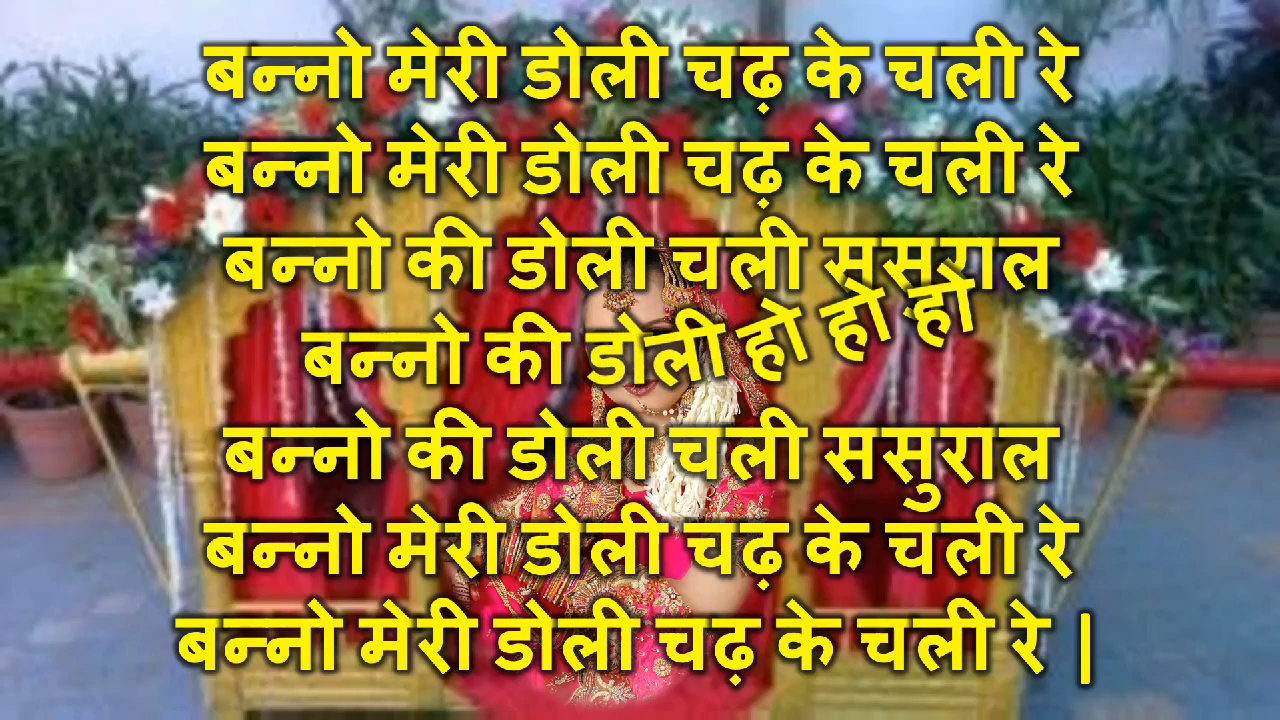 बन्नो मेरी डोली चढ़ के चली रे
बन्नो मेरी डोली चढ़ के चली रे
बन्नो की डोली चली ससुराल
बन्नो की डोली हो हो हो
बन्नो की डोली चली ससुराल
बन्नो मेरी डोली चढ़ के चली रे
बन्नो मेरी डोली चढ़ के चली रे |